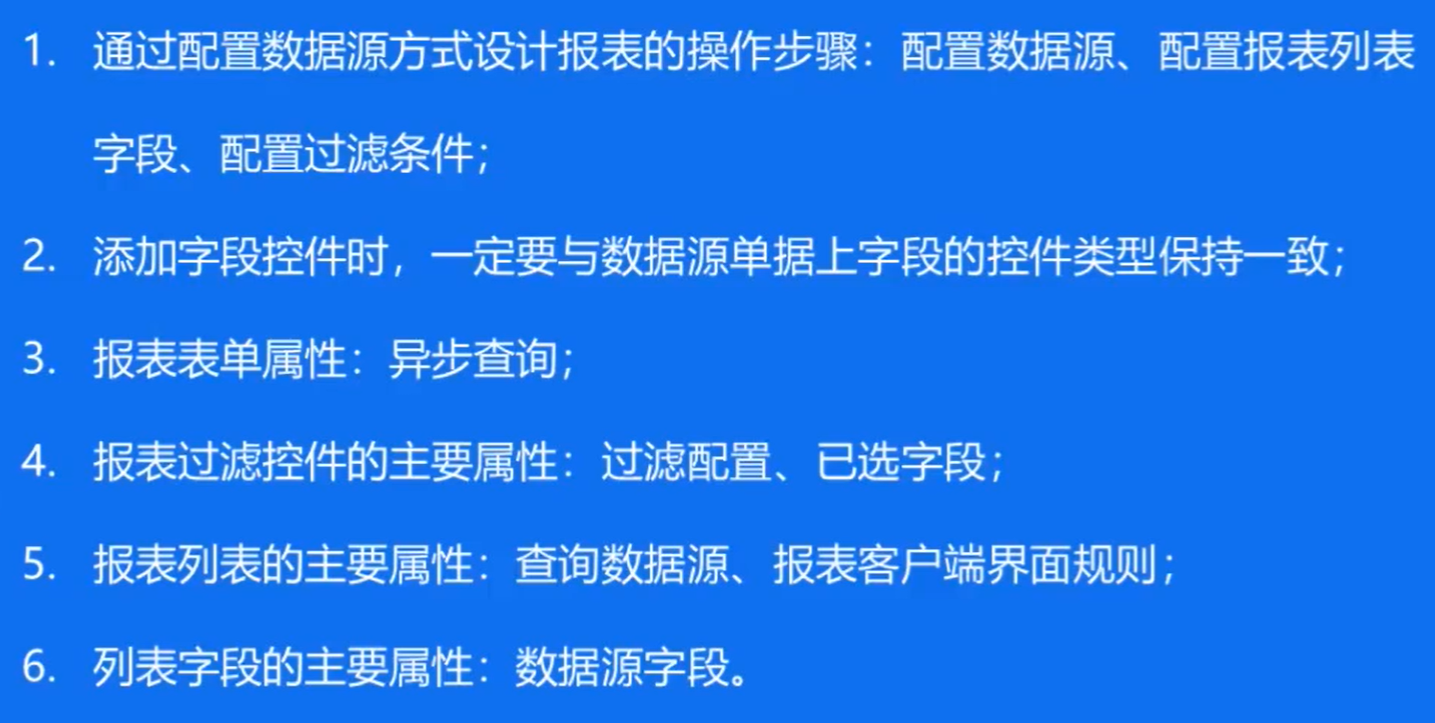 1. 通过配置数据源方式设计报表的操作步骤：配置数据源、配置报表列表
字段、配置过滤条件；
2. 添加字段控件时，一定要与数据源单据上字段的控件类型保持一致；
3. 报表表单属性：异步查询；
4. 报表过滤控件的主要属性：过滤配置、已选字段；
5. 报表列表的主要属性：查询数据源、报表客户端界面规则；
6. 列表字段的主要属性：数据源字段。